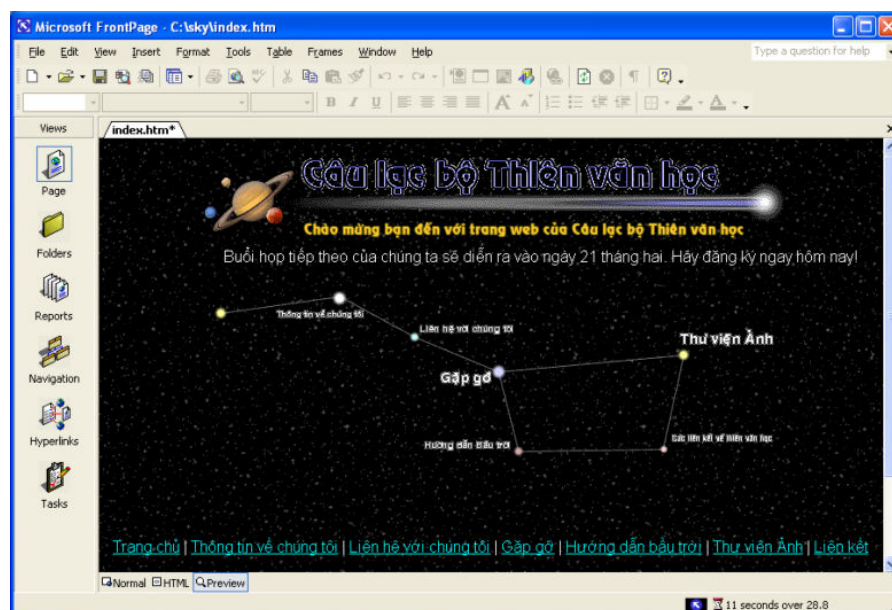 Microsoft FrontPage - C:\sky\index.htm
File Edit View Insert Format Tools Table Frames Window Help Type a question for help
B I U A A A
Views index.htm* x
Page
Folders
Reports
Navigation
Hyperlinks
Tasks
Câu lạc bộ Thiên văn học
Chào mừng bạn đến với trang web của Câu lạc bộ Thiên văn học
Buổi họp tiếp theo của chúng ta sẽ diễn ra vào ngày 21 tháng hai. Hãy đăng ký ngay hôm nay!
Thông tin về chúng tôi
Liên hệ với chúng tôi
Thư viện Ảnh
Gặp gỡ
Hướng dẫn Bầu trời
liên kết về thiên văn học
Trang chủ | Thông tin về chúng tôi | Liên hệ với chúng tôi | Gặp gỡ | Hướng dẫn bầu trời | Thư viện Ảnh | Liên kết
Normal HTML Preview
11 seconds over 28.8